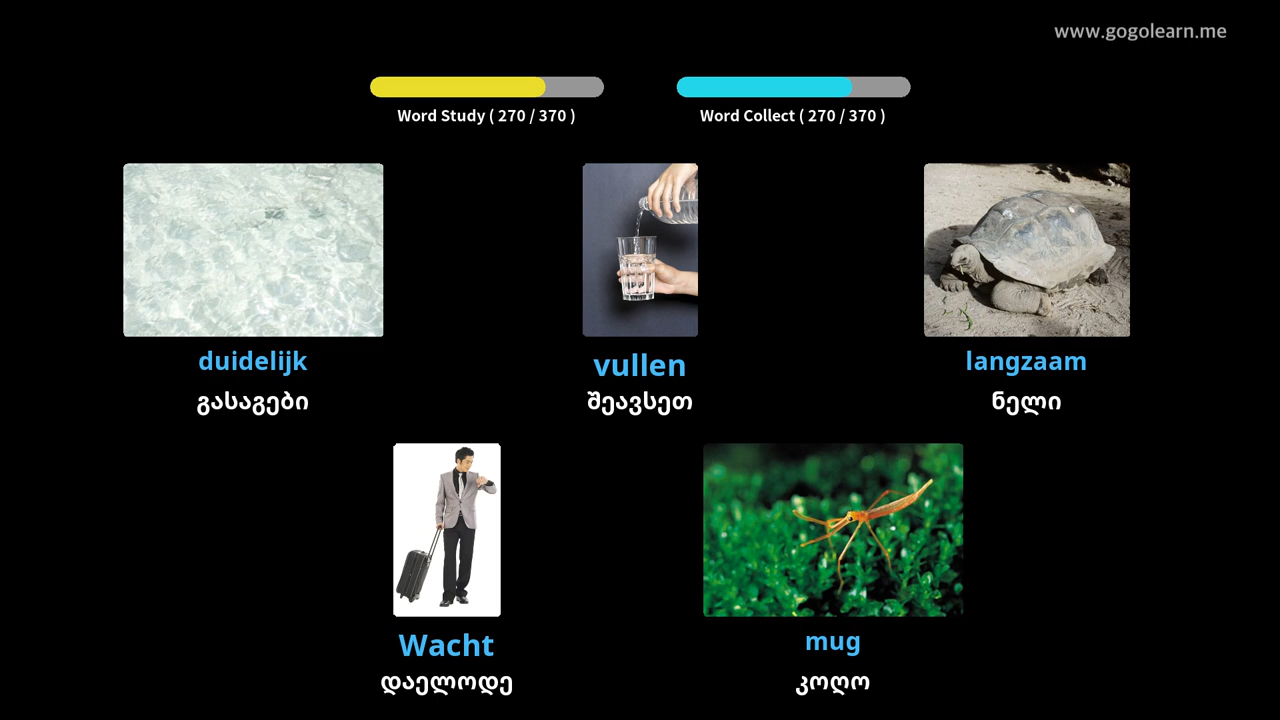 www.gogolearn.me
Word Study ( 270 / 370 )
Word Collect ( 270 / 370 )
duidelijk
vullen
langzaam
გასაგები
შეავსეთ
ნელი
Wacht
mug
დაელოდე
კოღო